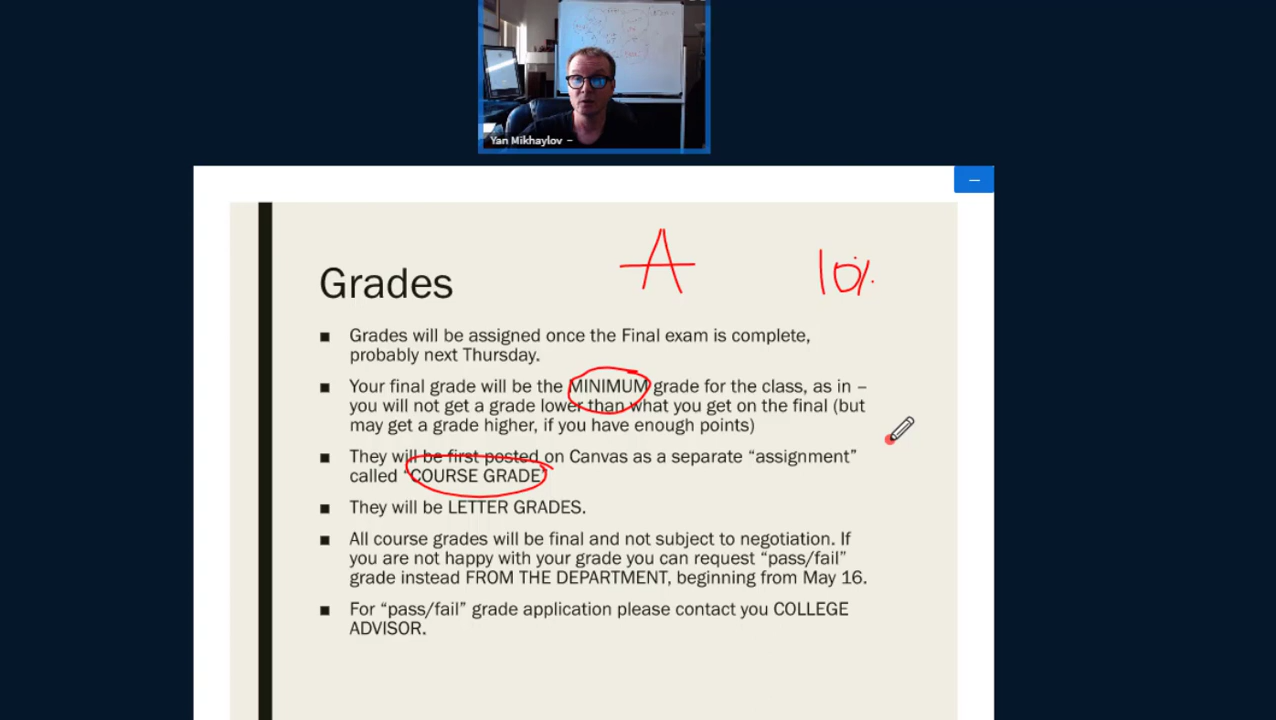 Yan Mikhaylov –
A
10%
Grades
■ Grades will be assigned once the Final exam is complete,
probably next Thursday.
■ Your final grade will be the MINIMUM grade for the class, as in –
you will not get a grade lower than what you get on the final (but
may get a grade higher, if you have enough points)
■ They will be first posted on Canvas as a separate “assignment”
called “COURSE GRADE”
■ They will be LETTER GRADES.
■ All course grades will be final and not subject to negotiation. If
you are not happy with your grade you can request “pass/fail”
grade instead FROM THE DEPARTMENT, beginning from May 16.
■ For “pass/fail” grade application please contact you COLLEGE
ADVISOR.